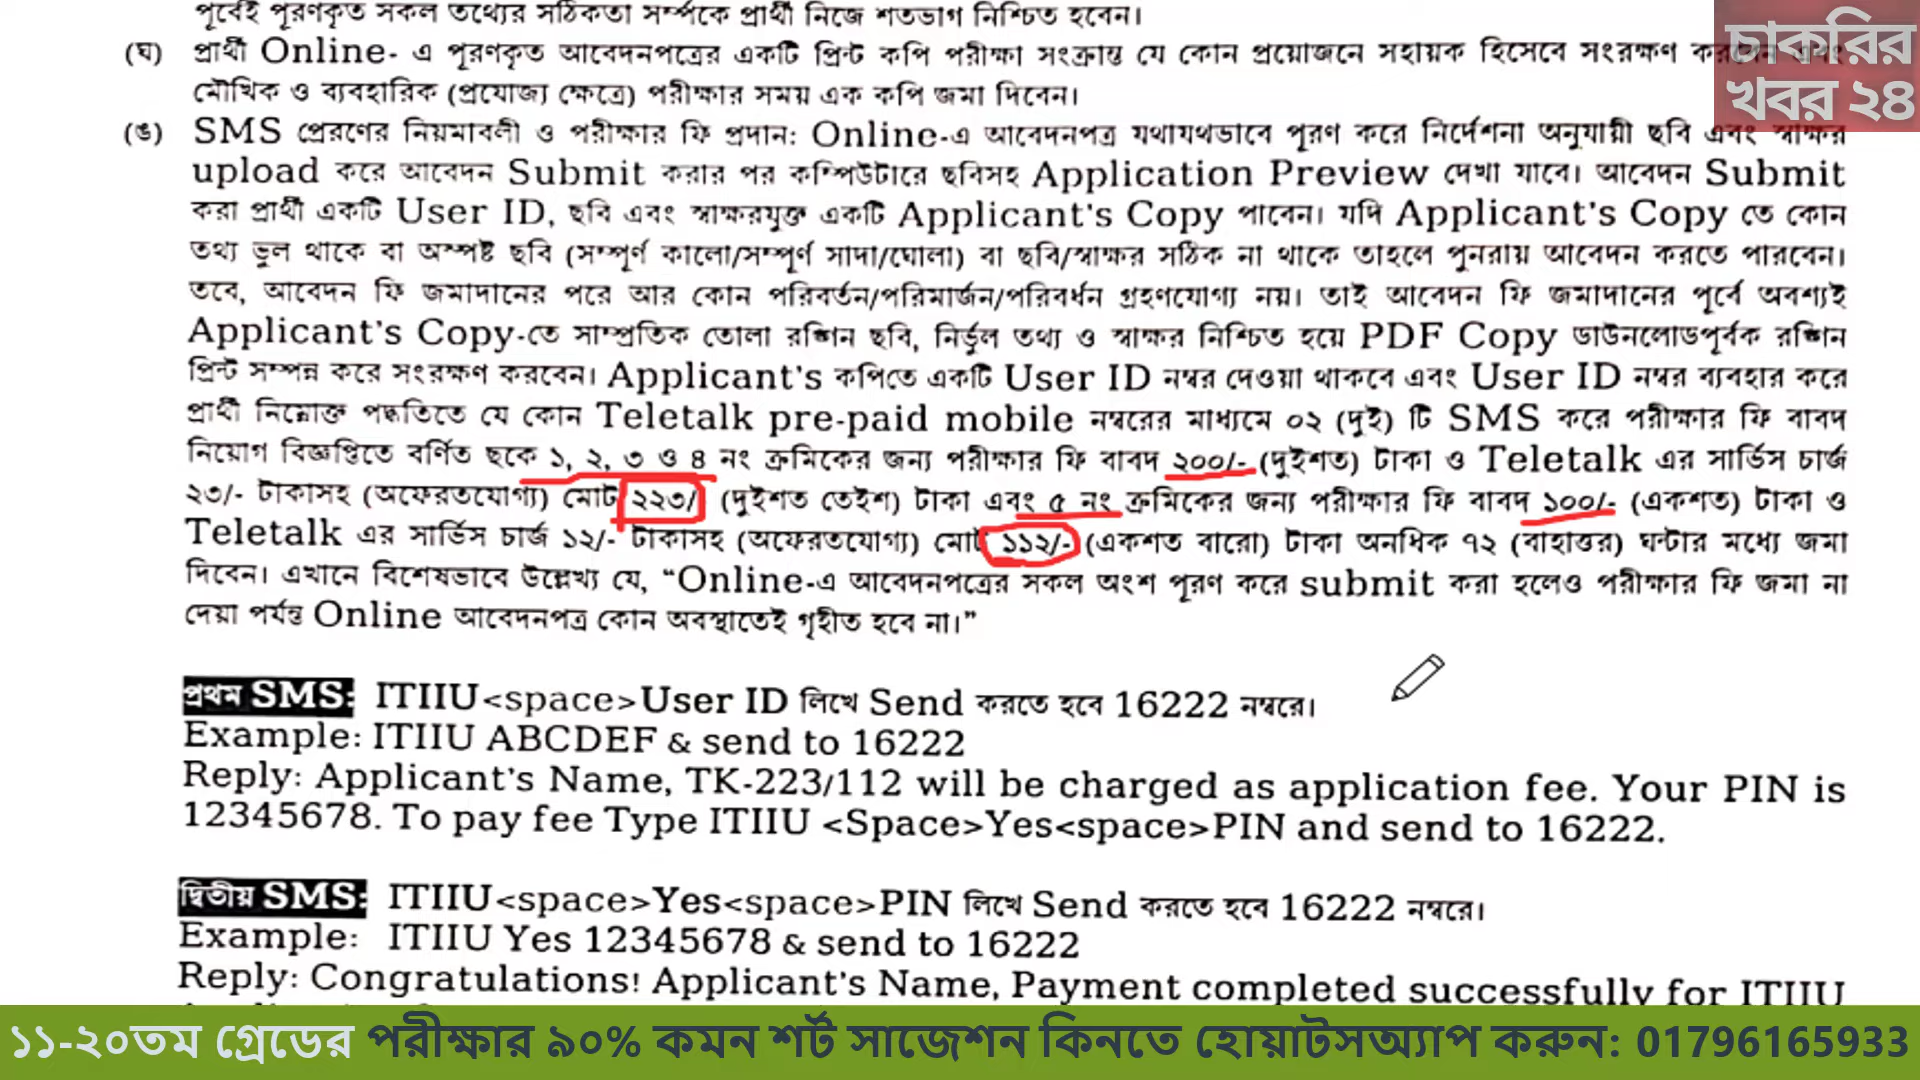 পূর্বেই পূরণকৃত সকল তথ্যের সঠিকতা সম্পর্কে প্রার্থী নিজে শতভাগ নিশ্চিত হবেন।
(ঘ) প্রার্থী Online- এ পূরণকৃত আবেদনপত্রের একটি প্রিন্ট কপি পরীক্ষা সংক্রান্ত যে কোন প্রয়োজনে সহায়ক হিসেবে সংরক্ষণ করবেন এবং
মৌখিক ও ব্যবহারিক (প্রযোজ্য ক্ষেত্রে) পরীক্ষার সময় এক কপি জমা দিবেন।
চাকরির
খবর ২৪
(ঙ) SMS প্রেরণের নিয়মাবলী ও পরীক্ষার ফি প্রদান: Online-এ আবেদনপত্র যথাযথভাবে পূরণ করে নির্দেশনা অনুযায়ী ছবি এবং স্বাক্ষর
upload করে আবেদন Submit করার পর কম্পিউটারে ছবিসহ Application Preview দেখা যাবে। আবেদন Submit
করা প্রার্থী একটি User ID, ছবি এবং স্বাক্ষরযুক্ত একটি Applicant's Copy পাবেন। যদি Applicant's Copy তে কোন
তথ্য ভুল থাকে বা অস্পষ্ট ছবি (সম্পূর্ণ কালো/সম্পূর্ণ সাদা/ঘোলা) বা ছবি/স্বাক্ষর সঠিক না থাকে তাহলে পুনরায় আবেদন করতে পারবেন।
তবে, আবেদন ফি জমাদানের পরে আর কোন পরিবর্তন/পরিমার্জন/পরিবর্ধন গ্রহণযোগ্য নয়। তাই আবেদন ফি জমাদানের পূর্বে অবশ্যই
Applicant's Copy-তে সাম্প্রতিক তোলা রঙ্গিন ছবি, নির্ভুল তথ্য ও স্বাক্ষর নিশ্চিত হয়ে PDF Copy ডাউনলোডপূর্বক রঙ্গিন
প্রিন্ট সম্পন্ন করে সংরক্ষণ করবেন। Applicant's কপিতে একটি User ID নম্বর দেওয়া থাকবে এবং User ID নম্বর ব্যবহার করে
প্রার্থী নিম্নোক্ত পদ্ধতিতে যে কোন Teletalk pre-paid mobile নম্বরের মাধ্যমে ০২ (দুই) টি SMS করে পরীক্ষার ফি বাবদ
নিয়োগ বিজ্ঞপ্তিতে বর্ণিত ছকে ১, ২, ৩ ও ৪ নং ক্রমিকের জন্য পরীক্ষার ফি বাবদ ২০০/- (দুইশত) টাকা ও Teletalk এর সার্ভিস চার্জ
২৩/- টাকাসহ (অফেরতযোগ্য) মোট ২২৩/ (দুইশত তেইশ) টাকা এবং ৫ নং ক্রমিকের জন্য পরীক্ষার ফি বাবদ ১০০/- (একশত) টাকা ও
Teletalk এর সার্ভিস চার্জ ১২/- টাকাসহ (অফেরতযোগ্য) মোট ১১২/- (একশত বারো) টাকা অনধিক ৭২ (বাহাত্তর) ঘন্টার মধ্যে জমা
দিবেন। এখানে বিশেষভাবে উল্লেখ্য যে, “Online-এ আবেদনপত্রের সকল অংশ পূরণ করে submit করা হলেও পরীক্ষার ফি জমা না
দেয়া পর্যন্ত Online আবেদনপত্র কোন অবস্থাতেই গৃহীত হবে না।”
প্রথম SMS: ITIIU<space>User ID লিখে Send করতে হবে 16222 নম্বরে।
Example: ITIIU ABCDEF & send to 16222
Reply: Applicant's Name, TK-223/112 will be charged as application fee. Your PIN is
12345678. To pay fee Type ITIIU <Space>Yes<space>PIN and send to 16222.
দ্বিতীয় SMS: ITIIU<space>Yes<space>PIN লিখে Send করতে হবে 16222 নম্বরে।
Example: ITIIU Yes 12345678 & send to 16222
Reply: Congratulations! Applicant's Name, Payment completed successfully for ITIIU
১১-২০তম গ্রেডের পরীক্ষার ৯০% কমন শর্ট সাজেশন কিনতে হোয়াটসঅ্যাপ করুন: 01796165933